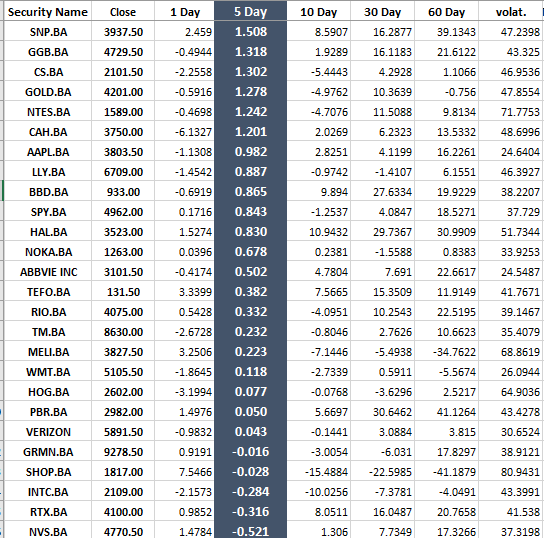 Security Name Close 1 Day 5 Day 10 Day 30 Day 60 Day volat.
SNP.BA 3937.50 2.459 1.508 8.5907 16.2877 39.1343 47.2398
GGB.BA 4729.50 -0.4944 1.318 1.9289 16.1183 21.6122 43.325
CS.BA 2101.50 -2.2558 1.302 -5.4443 4.2928 1.1066 46.9536
GOLD.BA 4201.00 -0.5916 1.278 -4.9762 10.3639 -0.756 47.8554
NTES.BA 1589.00 -0.4698 1.242 -4.7076 11.5088 9.8134 71.7753
CAH.BA 3750.00 -6.1327 1.201 2.0269 6.2323 13.5332 48.6996
AAPL.BA 3803.50 -1.1308 0.982 2.8251 4.1199 16.2261 24.6404
LLY.BA 6709.00 -1.4542 0.887 -0.9742 -1.4107 6.1551 46.3927
BBD.BA 933.00 -0.6919 0.865 9.894 27.6334 19.9229 38.2207
SPY.BA 4962.00 0.1716 0.843 -1.2537 4.0847 18.5271 37.729
HAL.BA 3523.00 1.5274 0.830 10.9432 29.7367 30.9909 51.7344
NOKA.BA 1263.00 0.0396 0.678 0.2381 -1.5588 0.8383 33.9253
ABBVIE INC 3101.50 -0.4174 0.502 4.7804 7.691 22.6617 24.5487
TEFO.BA 131.50 3.3399 0.382 7.5665 15.3509 11.9149 41.7671
RIO.BA 4075.00 0.5428 0.332 -4.0951 10.2543 22.5195 39.1467
TM.BA 8630.00 -2.6728 0.232 -0.8046 2.7626 10.6623 35.4079
MELI.BA 3827.50 3.2506 0.223 -7.1446 -5.4938 -34.7622 68.8619
WMT.BA 5105.50 -1.8645 0.118 -2.7339 0.5911 -5.5674 26.0944
HOG.BA 2602.00 -3.1994 0.077 -0.0768 -3.6296 2.5217 64.9036
PBR.BA 2982.00 1.4976 0.050 5.6697 30.6462 41.1264 43.4278
VERIZON 5891.50 -0.9832 0.043 -0.1441 3.0884 3.815 30.6524
GRMN.BA 9278.50 0.9191 -0.016 -3.0054 -6.031 17.8297 38.9121
SHOP.BA 1817.00 7.5466 -0.028 -15.4884 -22.5985 -41.1879 80.9431
INTC.BA 2109.00 -2.1573 -0.284 -10.0256 -7.3781 -4.0491 43.3991
RTX.BA 4100.00 0.9852 -0.316 8.0511 16.0487 20.7658 41.538
NVS.BA 4770.50 1.4784 -0.521 1.306 7.7349 17.3266 37.3198